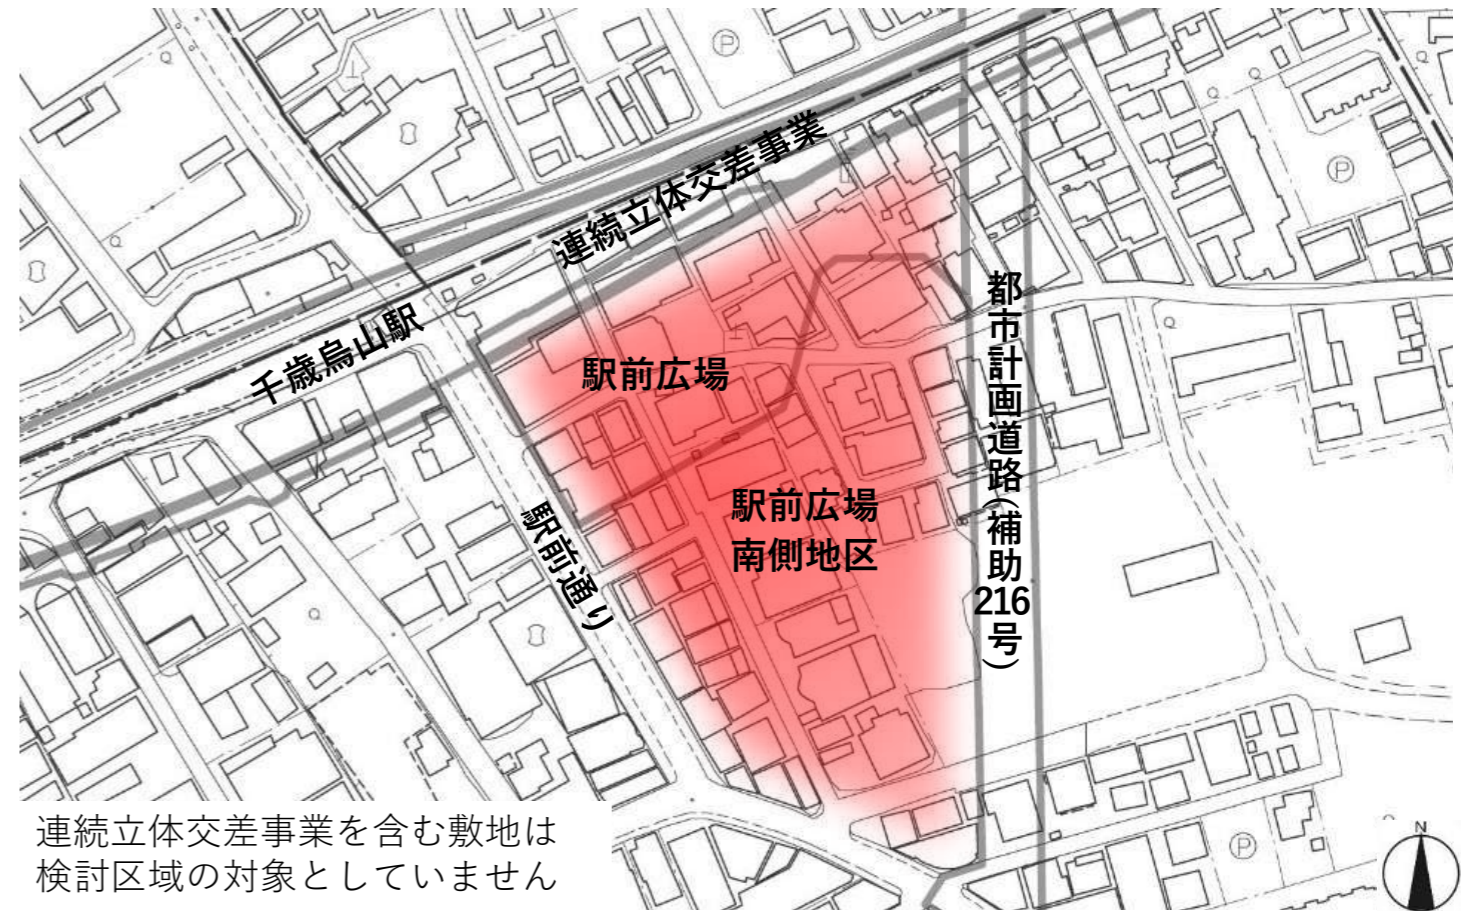 連続立体交差事業
千歳烏山駅
駅前広場
駅前広場
南側地区
駅前通り
都市計画道路(補助216号)
連続立体交差事業を含む敷地は
検討区域の対象としていません
N
P
P
P